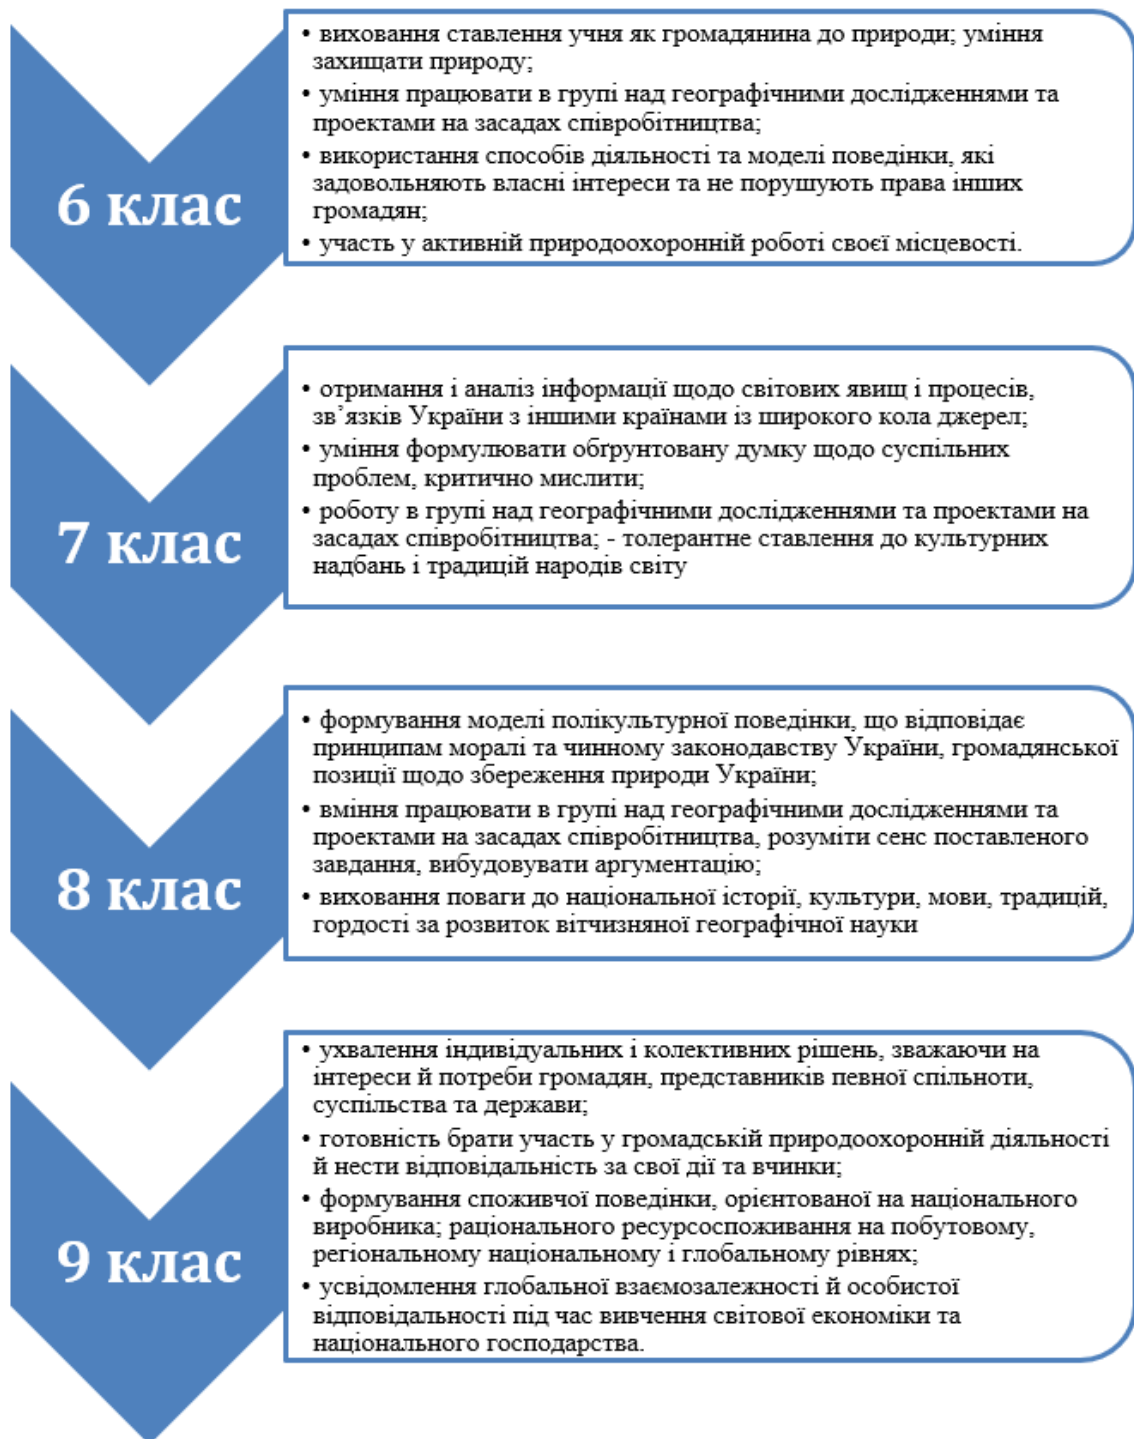 6 клас
• виховання ставлення учня як громадянина до природи; уміння
захищати природу;
• уміння працювати в групі над географічними дослідженнями та
проектами на засадах співробітництва;
• використання способів діяльності та моделі поведінки, які
задовольняють власні інтереси та не порушують права інших
громадян;
• участь у активній природоохоронній роботі своєї місцевості.
7 клас
• отримання і аналіз інформації щодо світових явищ і процесів,
зв’язків України з іншими країнами із широкого кола джерел;
• уміння формулювати обґрунтовану думку щодо суспільних
проблем, критично мислити;
• роботу в групі над географічними дослідженнями та проектами на
засадах співробітництва; - толерантне ставлення до культурних
надбань і традицій народів світу
8 клас
• формування моделі полікультурної поведінки, що відповідає
принципам моралі та чинному законодавству України, громадянської
позиції щодо збереження природи України;
• вміння працювати в групі над географічними дослідженнями та
проектами на засадах співробітництва, розуміти сенс поставленого
завдання, вибудовувати аргументацію;
• виховання поваги до національної історії, культури, мови, традицій,
гордості за розвиток вітчизняної географічної науки
9 клас
• ухвалення індивідуальних і колективних рішень, зважаючи на
інтереси й потреби громадян, представників певної спільноти,
суспільства та держави;
• готовність брати участь у громадській природоохоронній діяльності
й нести відповідальність за свої дії та вчинки;
• формування споживчої поведінки, орієнтованої на національного
виробника; раціонального ресурсоспоживання на побутовому,
регіональному національному і глобальному рівнях;
• усвідомлення глобальної взаємозалежності й особистої
відповідальності під час вивчення світової економіки та
національного господарства.